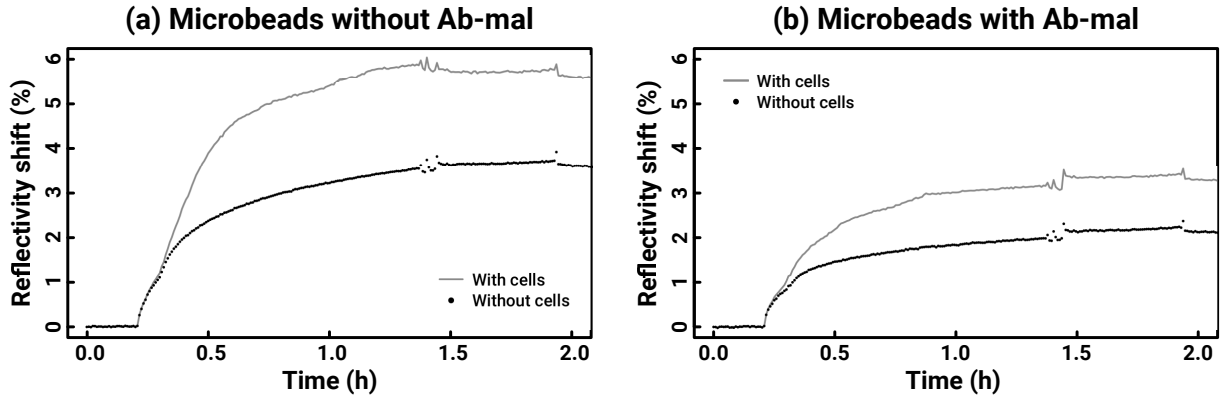 (a) Microbeads without Ab-mal
Reflectivity shift (%)
6
5
4
3
2
1
0
With cells
Without cells
0.0 0.5 1.0 1.5 2.0
Time (h)
(b) Microbeads with Ab-mal
Reflectivity shift (%)
6
5
4
3
2
1
0
With cells
Without cells
0.0 0.5 1.0 1.5 2.0
Time (h)